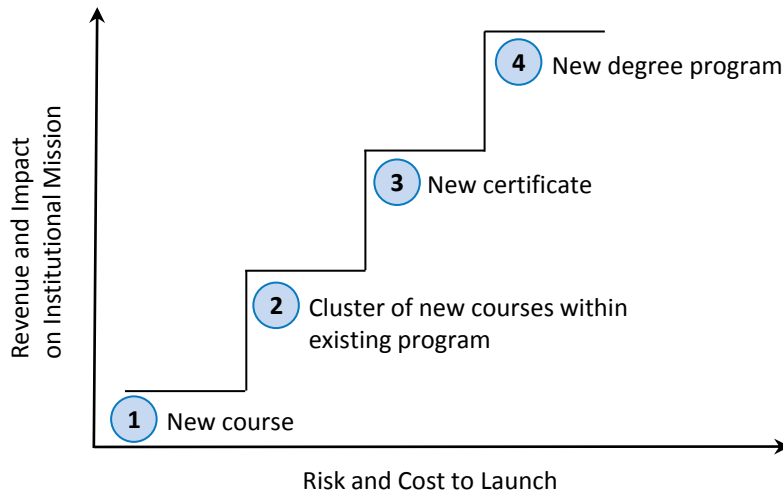 4
New degree program
3
New certificate
2
Cluster of new courses within
existing program
1
New course
Revenue and Impact
on Institutional Mission
Risk and Cost to Launch